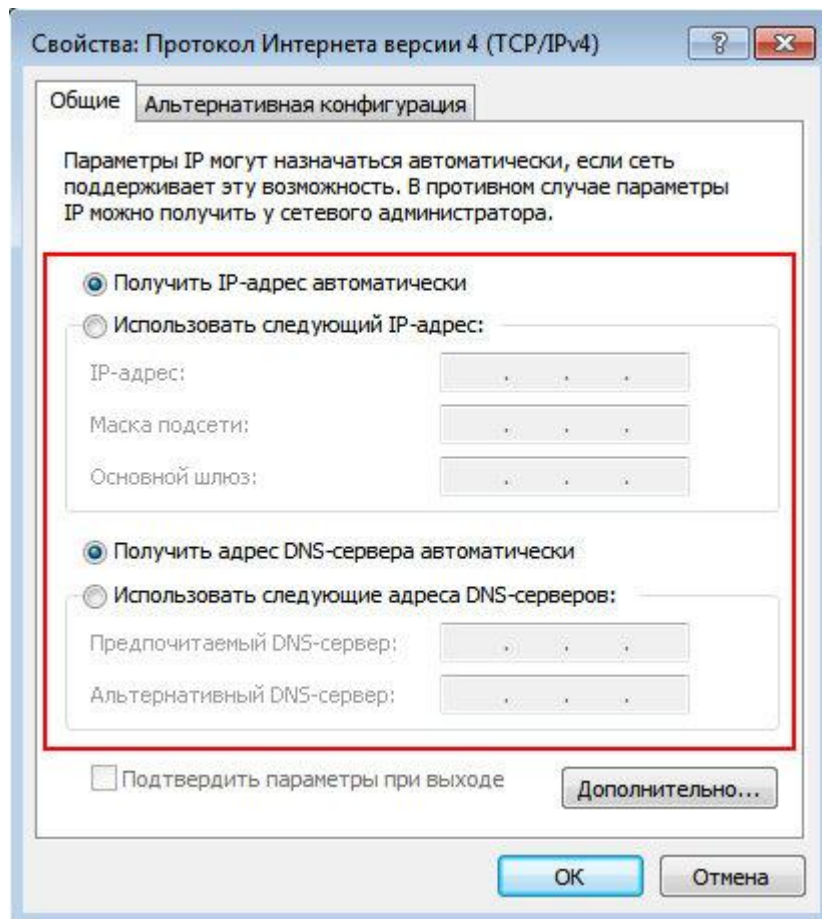 Свойства: Протокол Интернета версии 4 (TCP/IPv4)
Общие
Альтернативная конфигурация
Параметры IP могут назначаться автоматически, если сеть
поддерживает эту возможность. В противном случае параметры
IP можно получить у сетевого администратора.
Получить IP-адрес автоматически
Использовать следующий IP-адрес:
IP-адрес:
Маска подсети:
Основной шлюз:
Получить адрес DNS-сервера автоматически
Использовать следующие адреса DNS-серверов:
Предпочитаемый DNS-сервер:
Альтернативный DNS-сервер:
Подтвердить параметры при выходе
Дополнительно...
ОК
Отмена